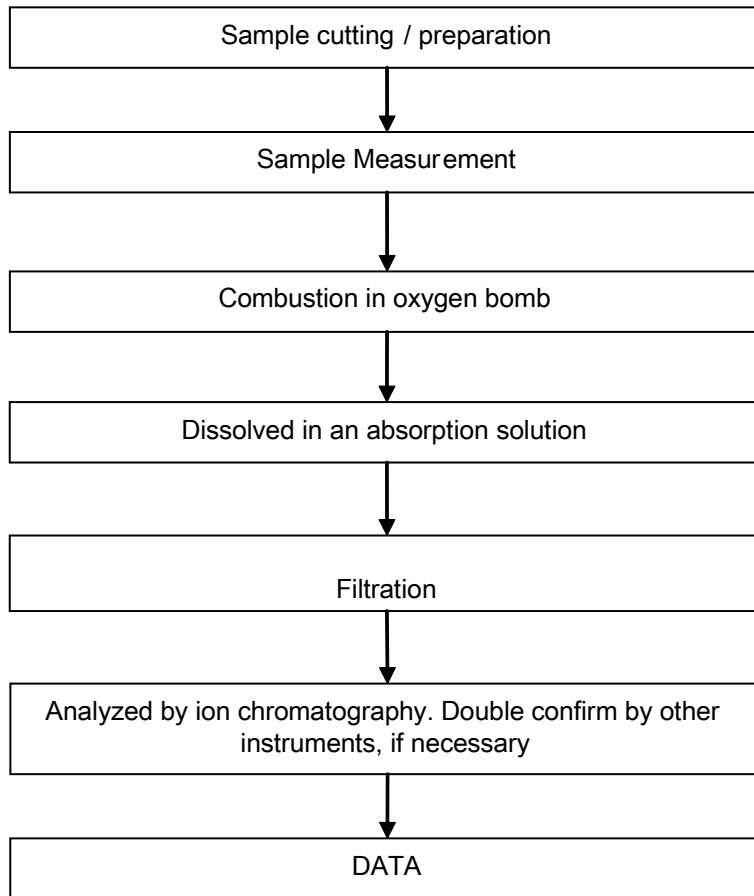 Sample cutting / preparation
Sample Measurement
Combustion in oxygen bomb
Dissolved in an absorption solution
Filtration
Analyzed by ion chromatography. Double confirm by other
instruments, if necessary
DATA